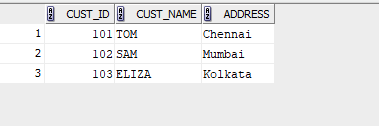 CUST_ID CUST_NAME ADDRESS
1 101 TOM Chennai
2 102 SAM Mumbai
3 103 ELIZA Kolkata